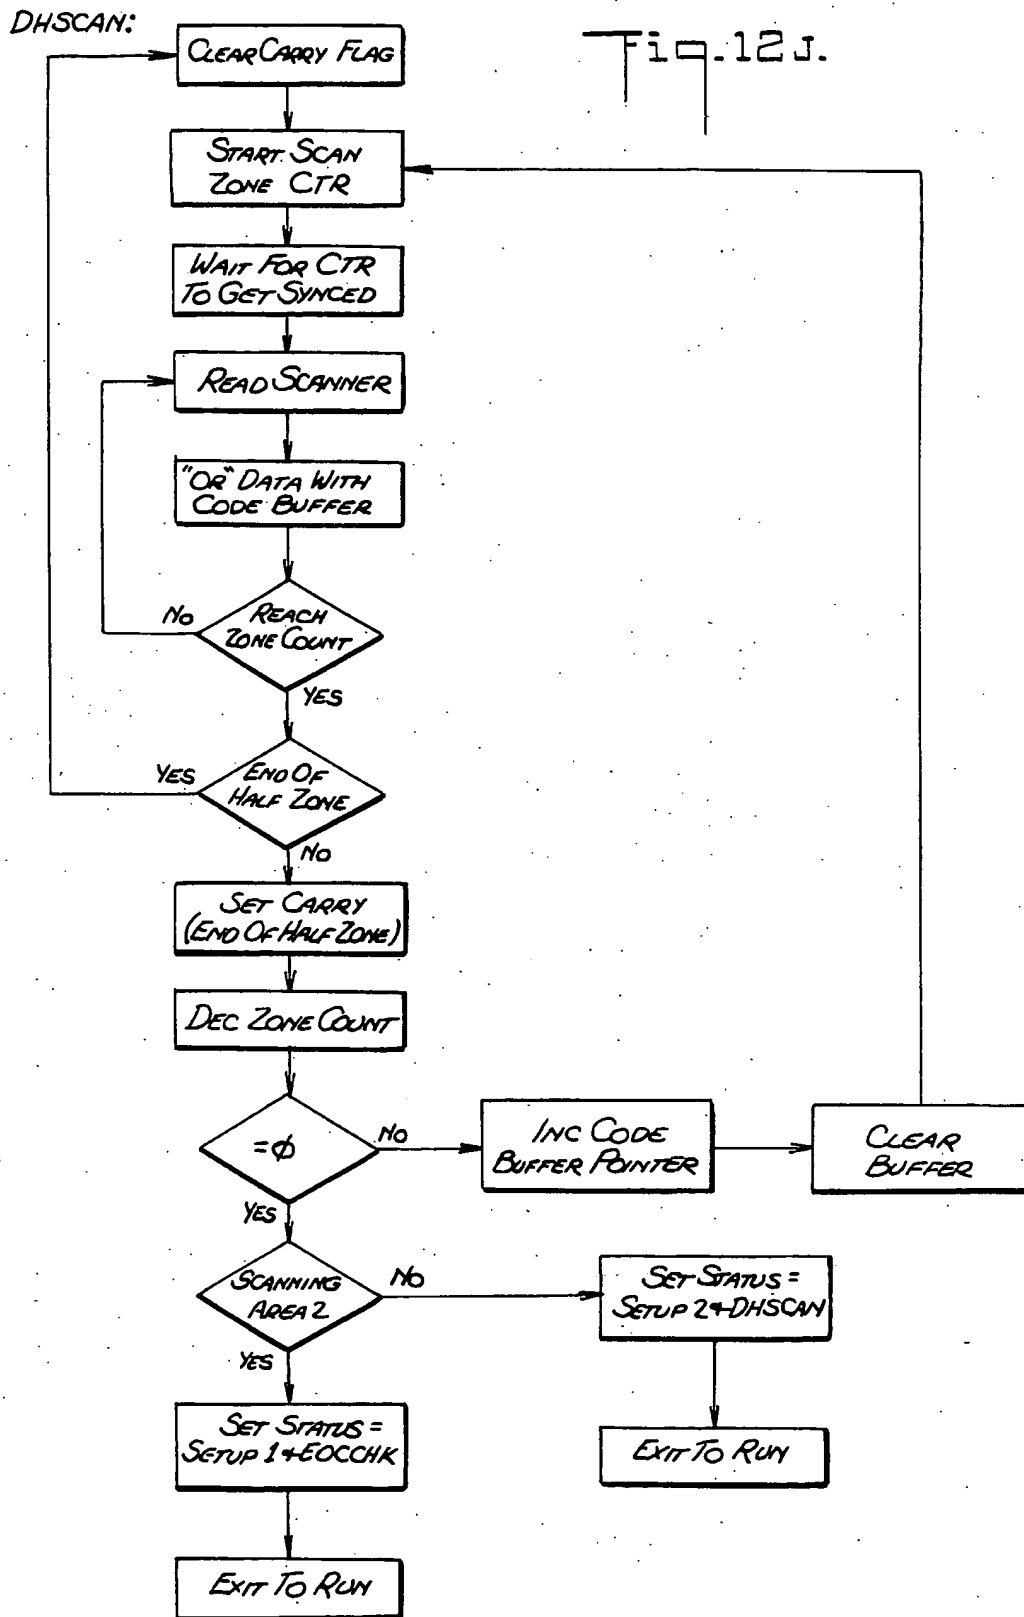 DHSCAN:
Fig.12J.
CLEAR CARRY FLAG
START SCAN
ZONE CTR
WAIT FOR CTR
TO GET SYNCED
READ SCANNER
"OR" DATA WITH
CODE BUFFER
REACH
ZONE COUNT
NO
YES
END OF
HALF ZONE
YES
NO
SET CARRY
(END OF HALF ZONE)
DEC ZONE COUNT
=ϕ
NO
INC CODE
BUFFER POINTER
CLEAR
BUFFER
YES
SCANNING
AREA 2
NO
SET STATUS =
SETUP 2+DHSCAN
YES
SET STATUS =
SETUP 1+EOCCHK
EXIT TO RUN
EXIT TO RUN